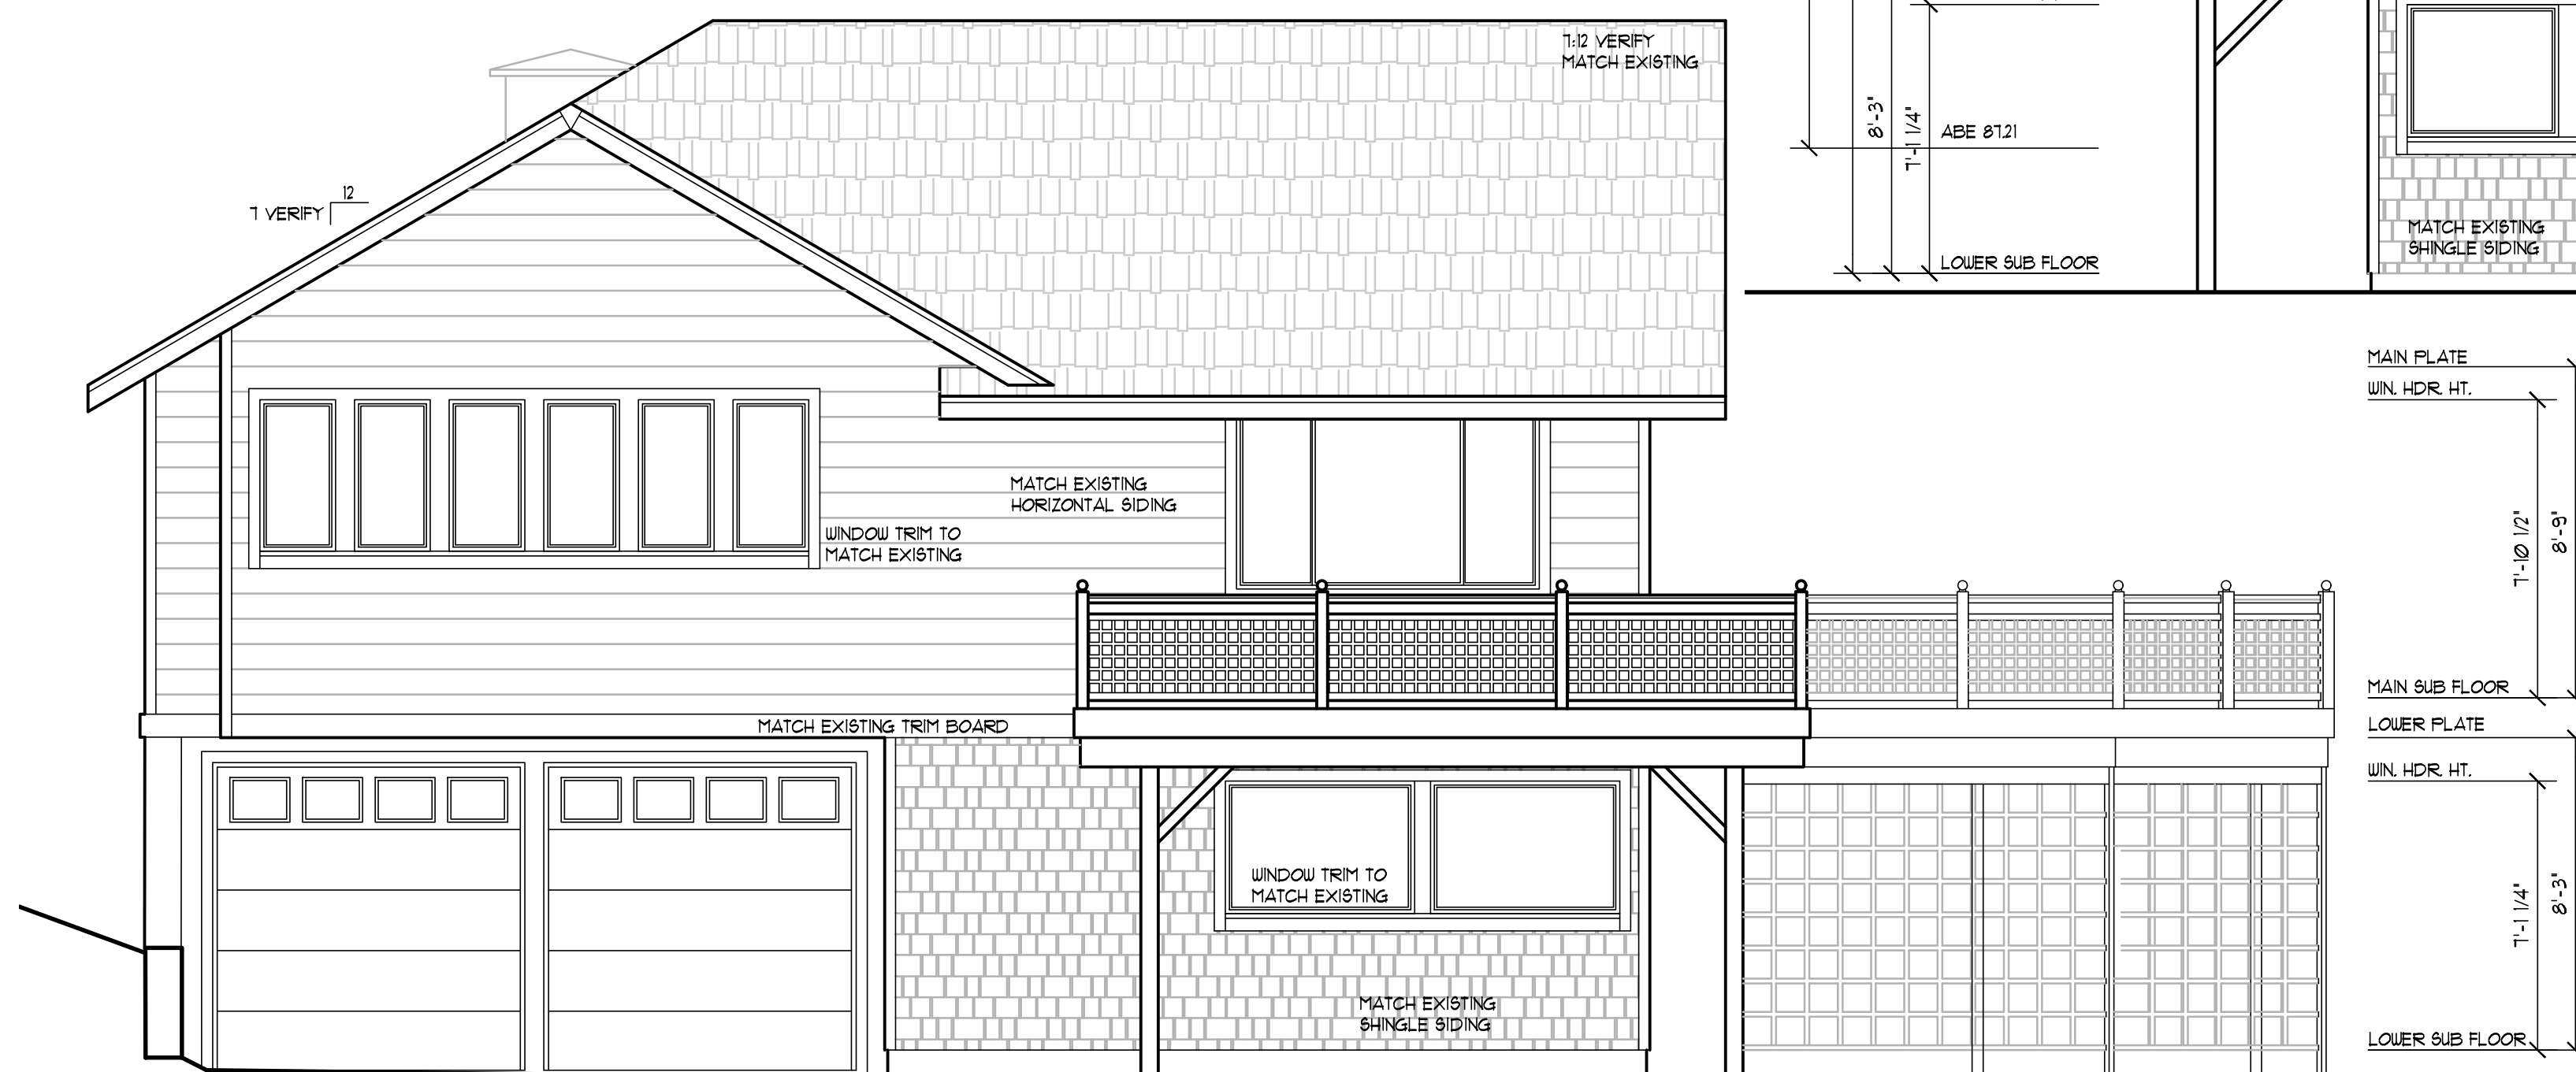 7:12 VERIFY
MATCH EXISTING
12
7 VERIFY
8'-3"
7'-1 1/4"
ABE 87.21
LOWER SUB FLOOR
MATCH EXISTING
SHINGLE SIDING
MATCH EXISTING
HORIZONTAL SIDING
WINDOW TRIM TO
MATCH EXISTING
MAIN PLATE
WIN. HDR. HT.
7'-10 1/2"
8'-9"
MAIN SUB FLOOR
LOWER PLATE
MATCH EXISTING TRIM BOARD
WIN. HDR. HT.
WINDOW TRIM TO
MATCH EXISTING
7'-1 1/4"
8'-3"
MATCH EXISTING
SHINGLE SIDING
LOWER SUB FLOOR